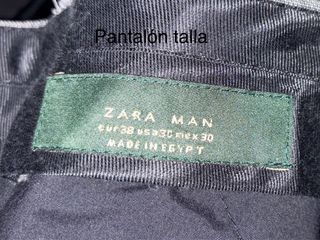 Pantalón talla
ZARA MAN
eur 38 usa 30 mex 30
MADE IN EGYPT